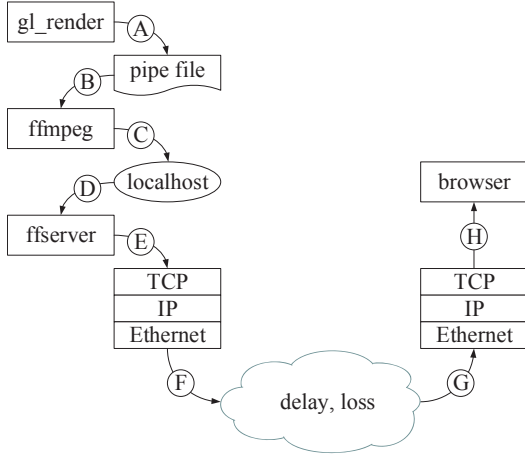 gl_render
A
pipe file
B
ffmpeg
C
localhost
D
browser
ffserver
E
H
TCP
IP
Ethernet
TCP
IP
Ethernet
F
delay, loss
G